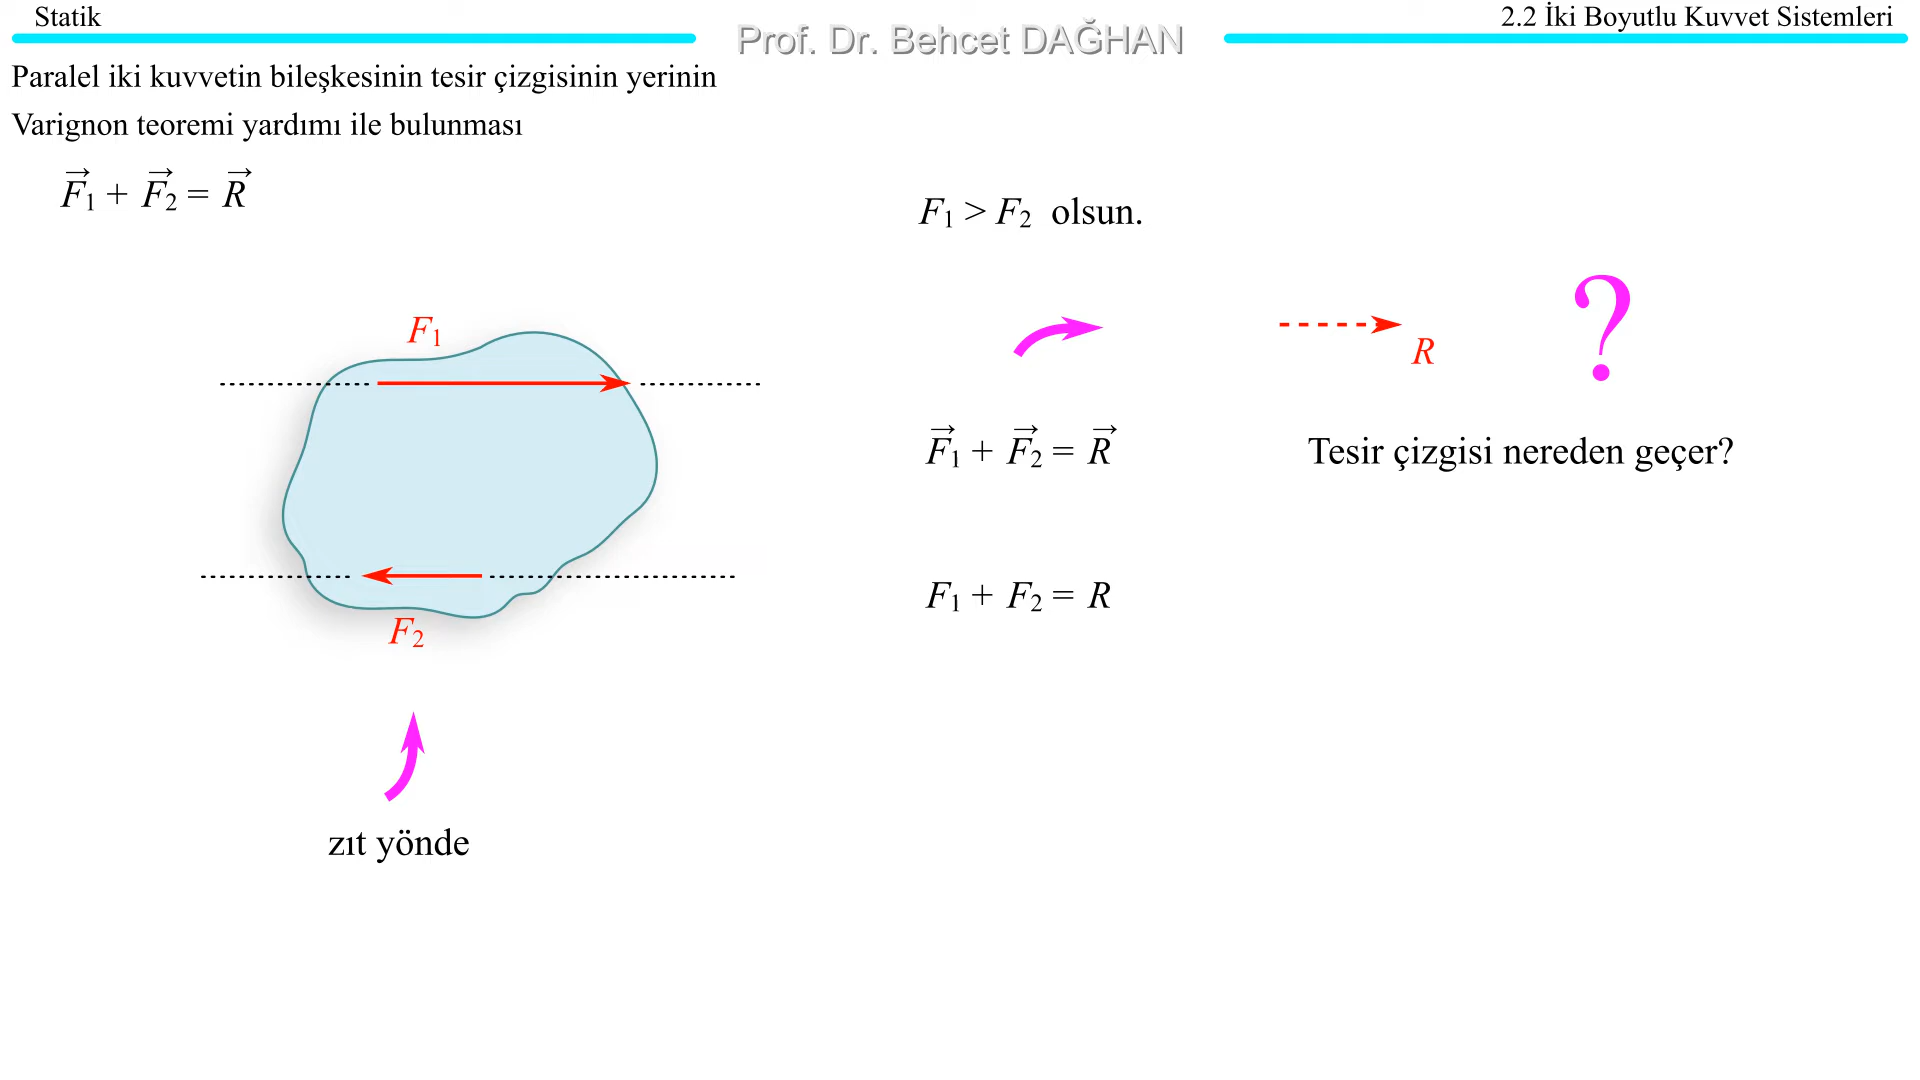 Statik
2.2 İki Boyutlu Kuvvet Sistemleri
Prof. Dr. Behcet DAĞHAN
Paralel iki kuvvetin bileşkesinin tesir çizgisinin yerinin
Varignon teoremi yardımı ile bulunması
F⃗₁ + F⃗₂ = R⃗
F₁ > F₂ olsun.
F₁
R
?
F⃗₁ + F⃗₂ = R⃗
Tesir çizgisi nereden geçer?
F₁ + F₂ = R
F₂
zıt yönde